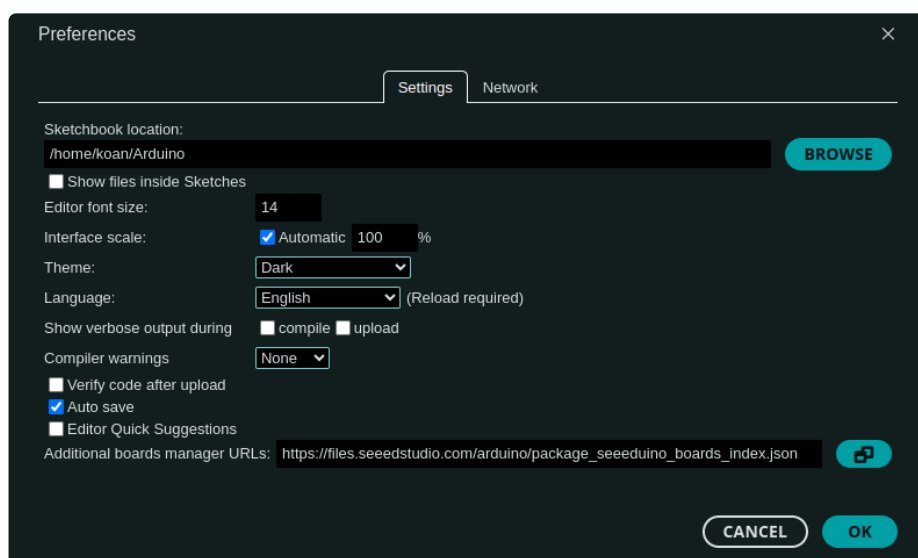 Preferences
Settings Network
Sketchbook location:
/home/koan/Arduino BROWSE
Show files inside Sketches
Editor font size: 14
Interface scale: Automatic 100 %
Theme: Dark
Language: English (Reload required)
Show verbose output during compile upload
Compiler warnings None
Verify code after upload
Auto save
Editor Quick Suggestions
Additional boards manager URLs: https://files.seeedstudio.com/arduino/package_seeeduino_boards_index.json
CANCEL OK